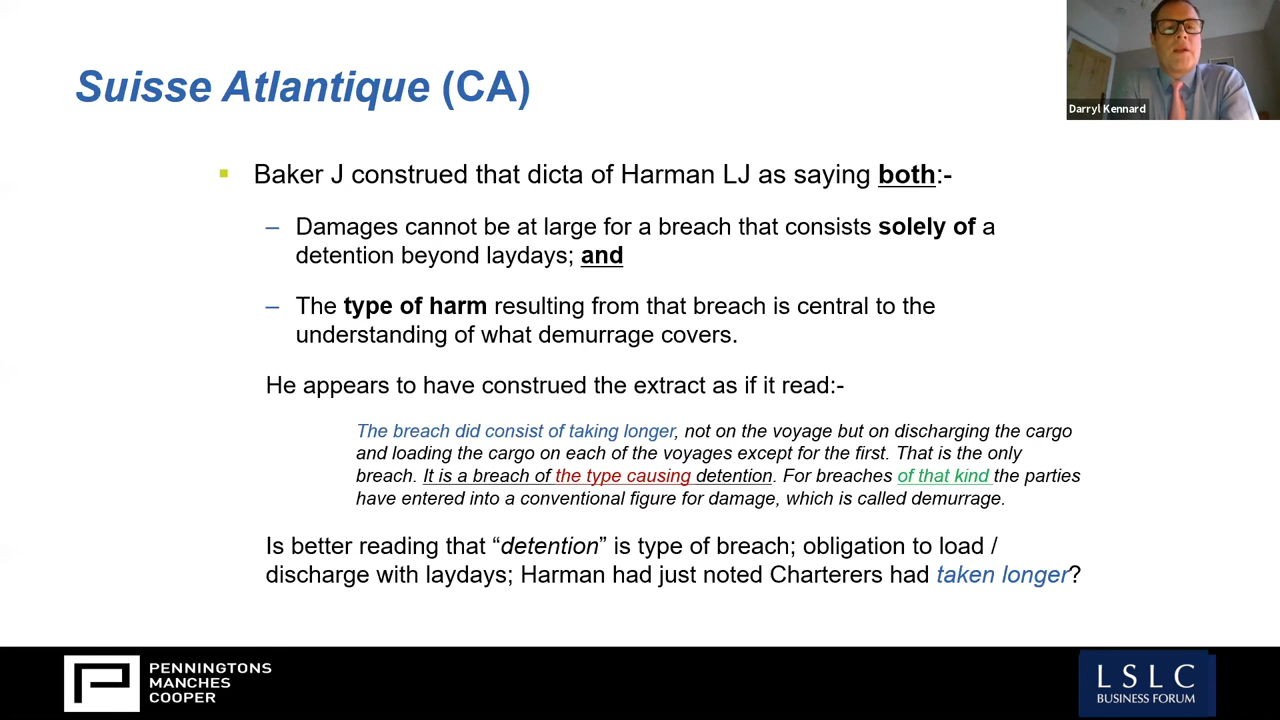 Suisse Atlantique (CA)
Darryl Kennard
▪ Baker J construed that dicta of Harman LJ as saying both:-
– Damages cannot be at large for a breach that consists solely of a
detention beyond laydays; and
– The type of harm resulting from that breach is central to the
understanding of what demurrage covers.
He appears to have construed the extract as if it read:-
The breach did consist of taking longer, not on the voyage but on discharging the cargo
and loading the cargo on each of the voyages except for the first. That is the only
breach. It is a breach of the type causing detention. For breaches of that kind the parties
have entered into a conventional figure for damage, which is called demurrage.
Is better reading that “detention” is type of breach; obligation to load /
discharge with laydays; Harman had just noted Charterers had taken longer?
PENNINGTONS
MANCHES
COOPER
LSLC
BUSINESS FORUM